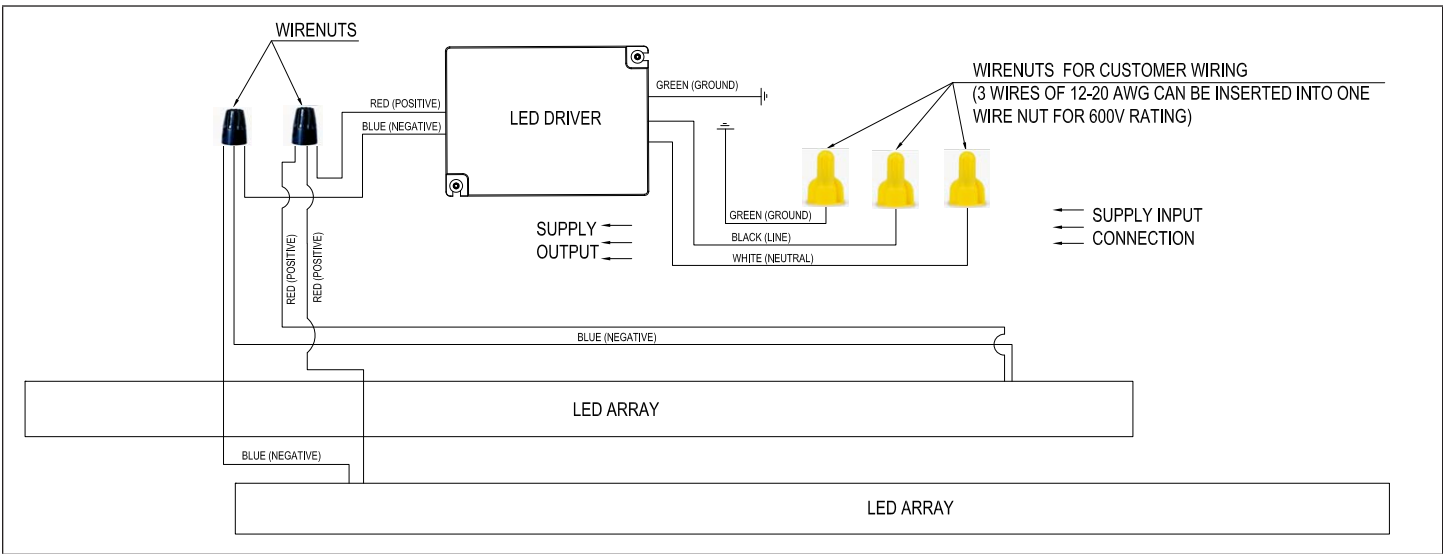 WIRENUTS
WIRENUTS FOR CUSTOMER WIRING
(3 WIRES OF 12-20 AWG CAN BE INSERTED INTO ONE
WIRE NUT FOR 600V RATING)
RED (POSITIVE)
BLUE (NEGATIVE)
LED DRIVER
GREEN (GROUND)
GREEN (GROUND)
BLACK (LINE)
WHITE (NEUTRAL)
SUPPLY
OUTPUT
SUPPLY INPUT
CONNECTION
RED (POSITIVE)
RED (POSITIVE)
BLUE (NEGATIVE)
LED ARRAY
BLUE (NEGATIVE)
LED ARRAY